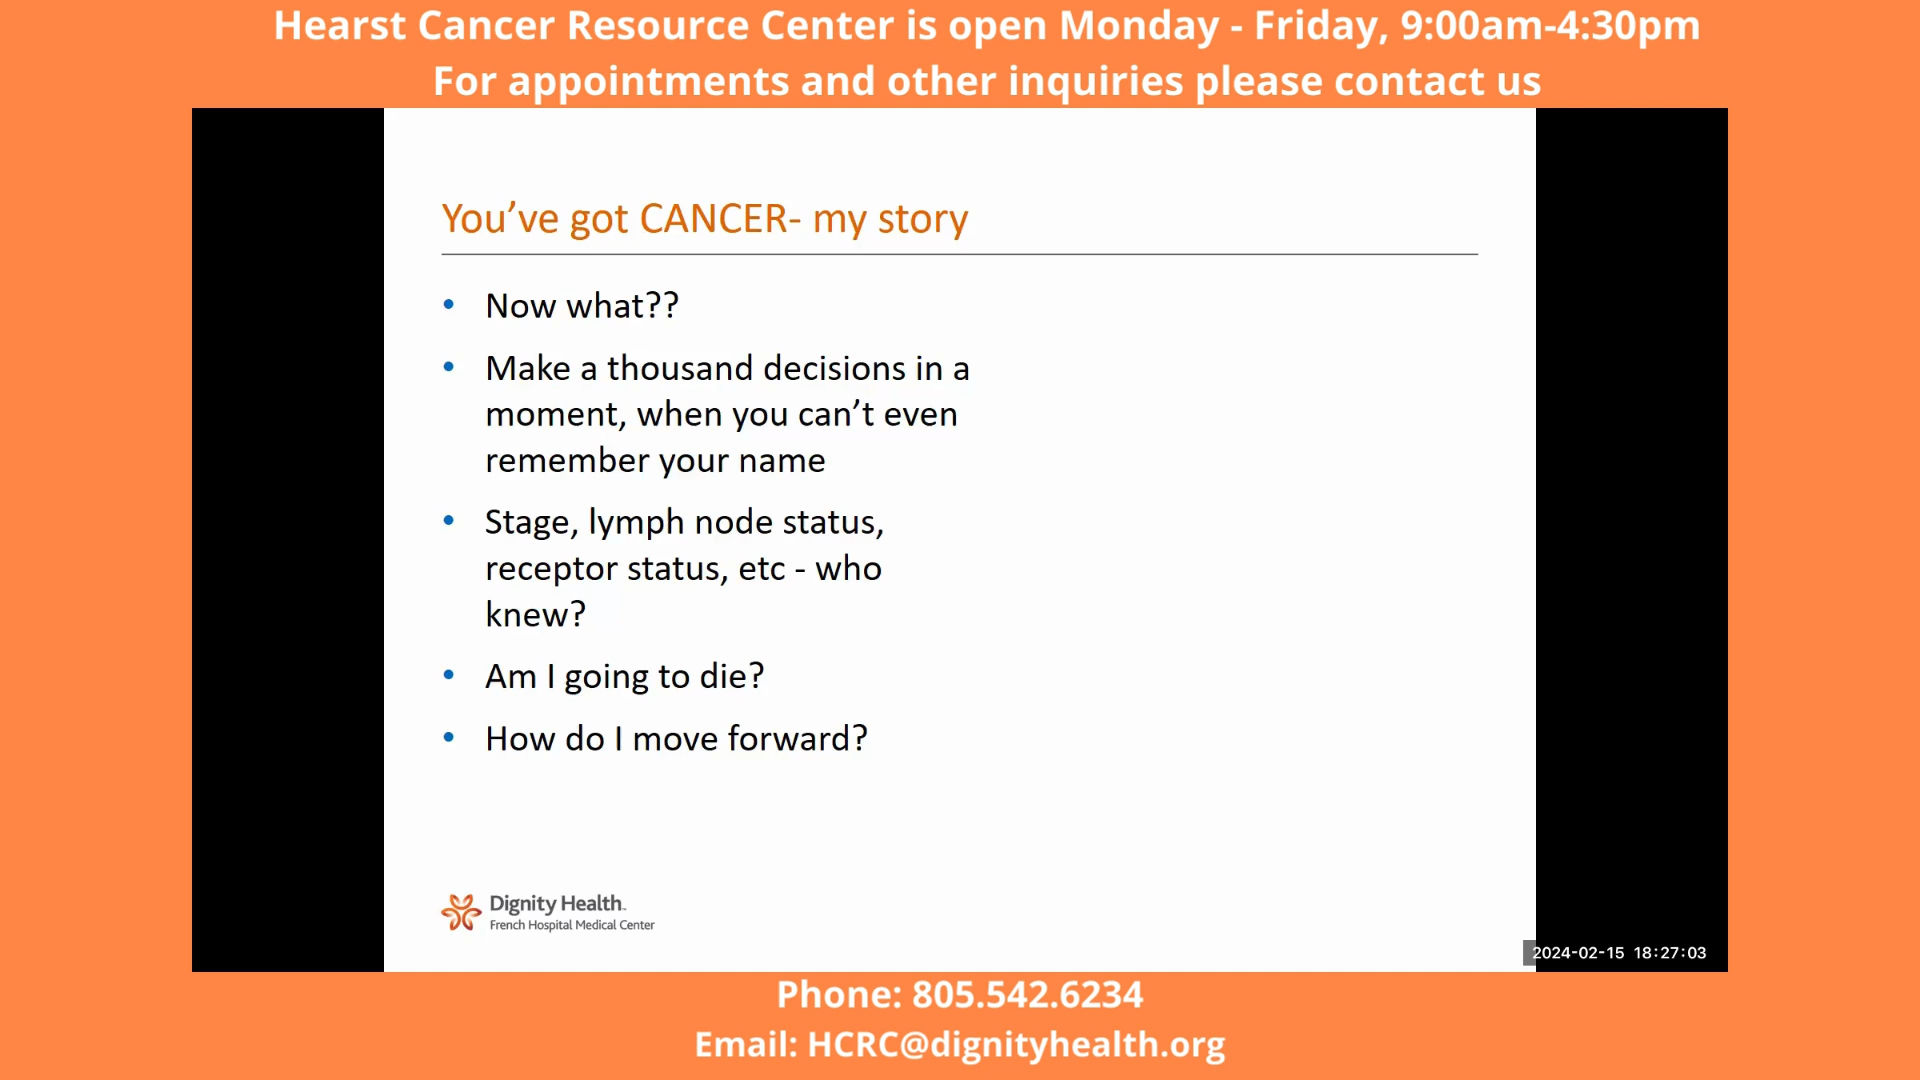 Hearst Cancer Resource Center is open Monday - Friday, 9:00am-4:30pm
For appointments and other inquiries please contact us
You’ve got CANCER- my story
• Now what??
• Make a thousand decisions in a
moment, when you can’t even
remember your name
• Stage, lymph node status,
receptor status, etc - who
knew?
• Am I going to die?
• How do I move forward?
Dignity Health™
French Hospital Medical Center
2024-02-15 18:27:03
Phone: 805.542.6234
Email: HCRC@dignityhealth.org